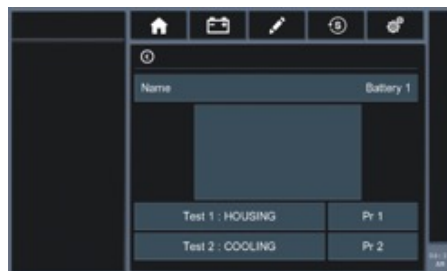 Name Battery 1
Test 1 : HOUSING Pr 1
Test 2 : COOLING Pr 2